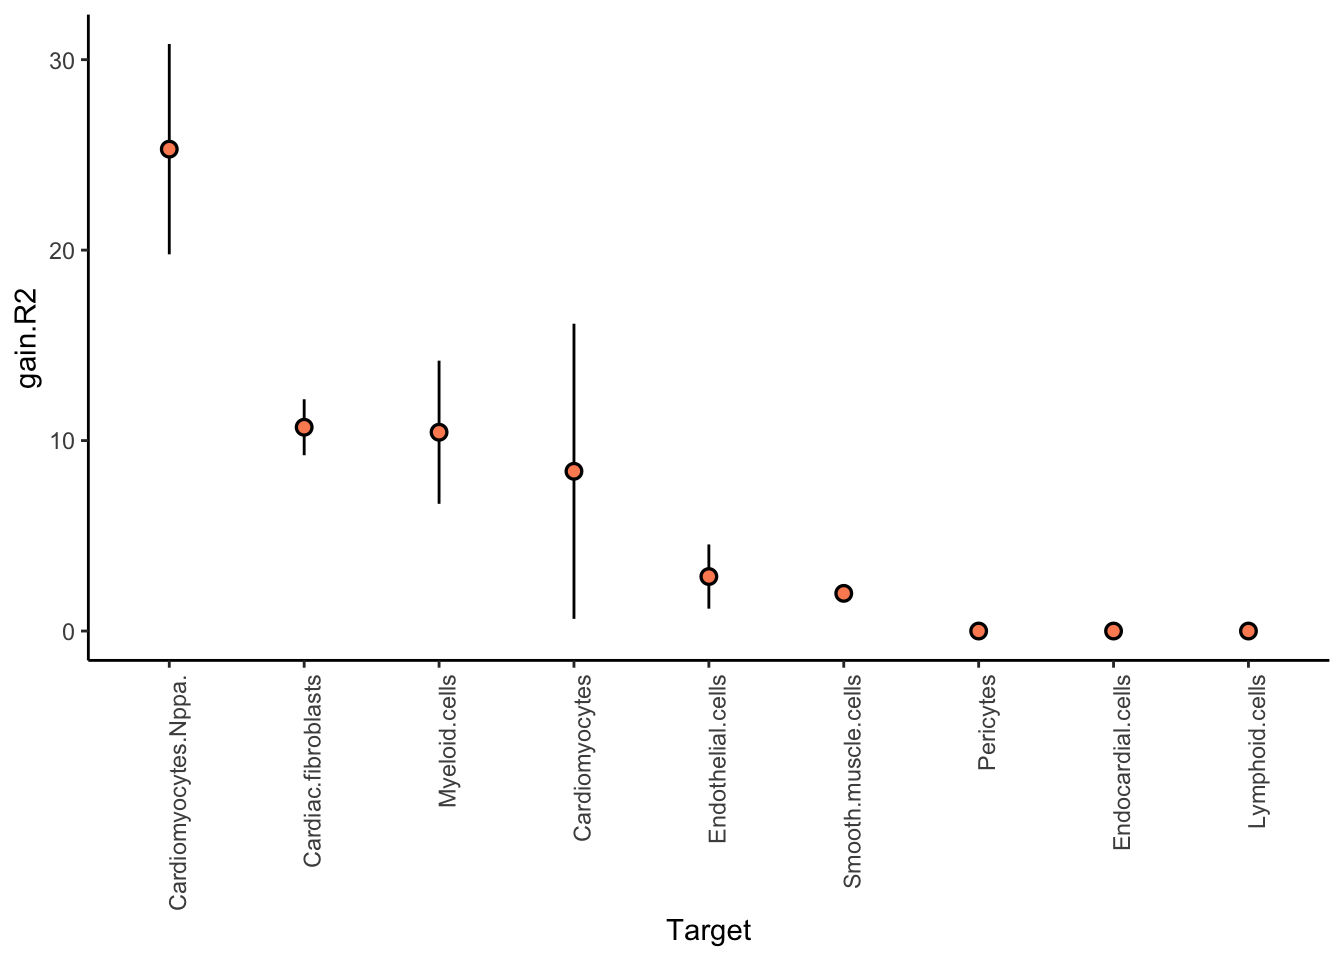 30
20
10
0
gain.R2
Cardiomyocytes.Nppa.
Cardiac.fibroblasts
Myeloid.cells
Cardiomyocytes
Endothelial.cells
Smooth.muscle.cells
Pericytes
Endocardial.cells
Lymphoid.cells
Target